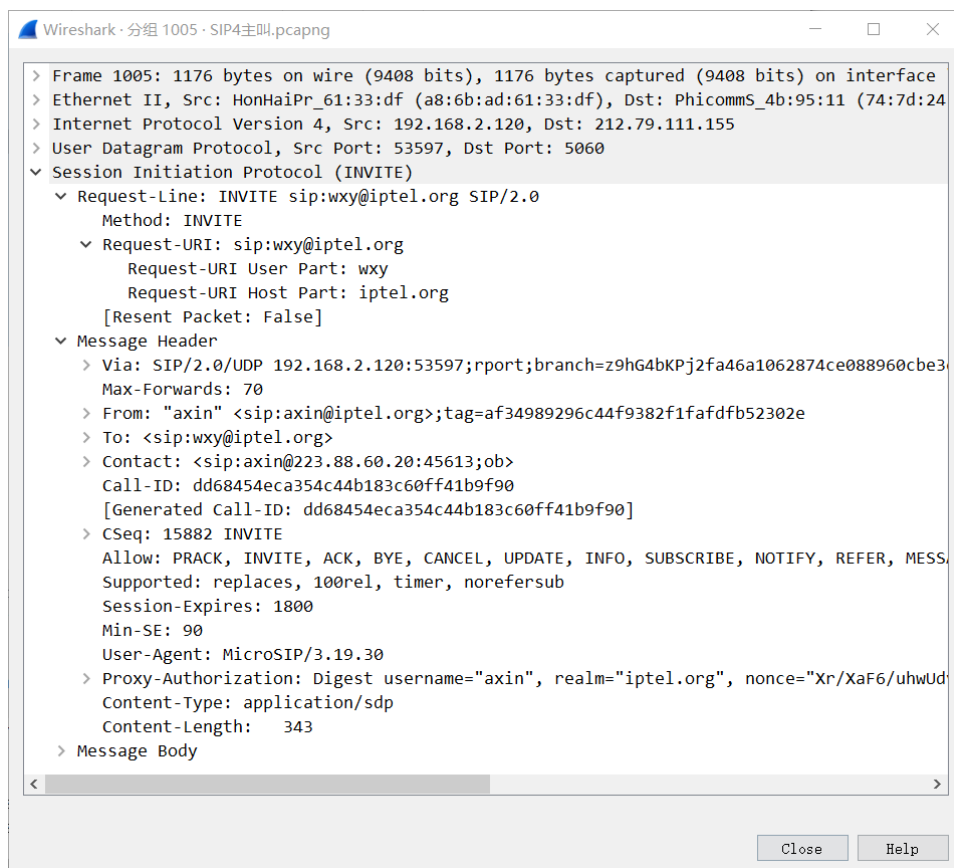 Wireshark · 分组 1005 · SIP4主叫.pcapng
Frame 1005: 1176 bytes on wire (9408 bits), 1176 bytes captured (9408 bits) on interface
Ethernet II, Src: HonHaiPr_61:33:df (a8:6b:ad:61:33:df), Dst: PhicommS_4b:95:11 (74:7d:24
Internet Protocol Version 4, Src: 192.168.2.120, Dst: 212.79.111.155
User Datagram Protocol, Src Port: 53597, Dst Port: 5060
Session Initiation Protocol (INVITE)
Request-Line: INVITE sip:wxy@iptel.org SIP/2.0
Method: INVITE
Request-URI: sip:wxy@iptel.org
Request-URI User Part: wxy
Request-URI Host Part: iptel.org
[Resent Packet: False]
Message Header
Via: SIP/2.0/UDP 192.168.2.120:53597;rport;branch=z9hG4bKPj2fa46a1062874ce088960cbe3
Max-Forwards: 70
From: "axin" <sip:axin@iptel.org>;tag=af34989296c44f9382f1fafdfb52302e
To: <sip:wxy@iptel.org>
Contact: <sip:axin@223.88.60.20:45613;ob>
Call-ID: dd68454eca354c44b183c60ff41b9f90
[Generated Call-ID: dd68454eca354c44b183c60ff41b9f90]
CSeq: 15882 INVITE
Allow: PRACK, INVITE, ACK, BYE, CANCEL, UPDATE, INFO, SUBSCRIBE, NOTIFY, REFER, MESS
Supported: replaces, 100rel, timer, norefersub
Session-Expires: 1800
Min-SE: 90
User-Agent: MicroSIP/3.19.30
Proxy-Authorization: Digest username="axin", realm="iptel.org", nonce="Xr/XaF6/uhwUd
Content-Type: application/sdp
Content-Length:   343
Message Body
Close Help